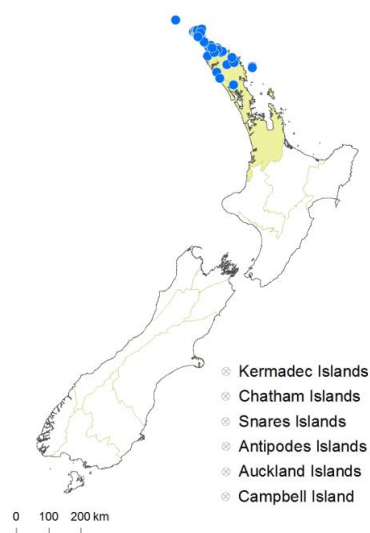 Kermadec Islands
Chatham Islands
Snares Islands
Antipodes Islands
Auckland Islands
Campbell Island
0 100 200 km